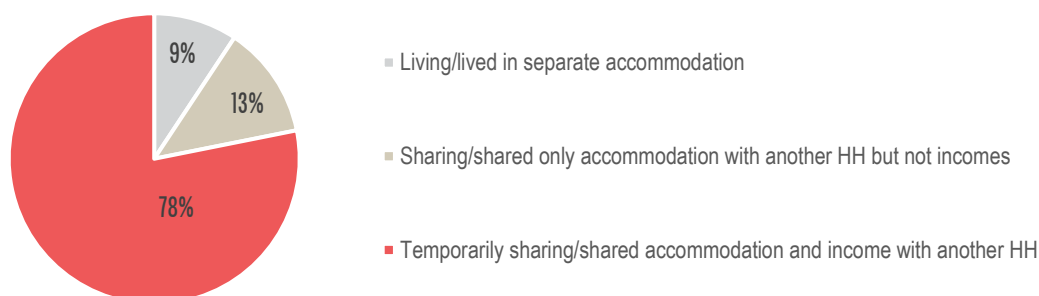 9%
Living/lived in separate accommodation
13%
Sharing/shared only accommodation with another HH but not incomes
78%
Temporarily sharing/shared accommodation and income with another HH